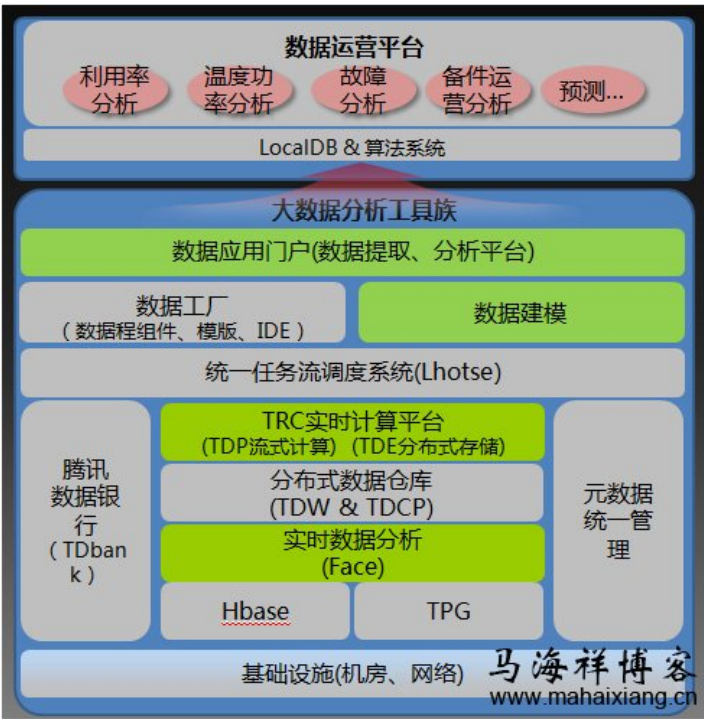 数据运营平台
利用率
分析
温度功
率分析
故障
分析
备件运
营分析
预测...
LocalDB & 算法系统
大数据分析工具族
数据应用门户(数据提取、分析平台)
数据工厂
（数据程组件、模版、IDE）
数据建模
统一任务流调度系统(Lhotse)
腾讯
数据银
行
（TDban
k）
TRC实时计算平台
(TDP流式计算) (TDE分布式存储)
分布式数据仓库
(TDW & TDCP)
实时数据分析
(Face)
Hbase
TPG
元数据
统一管
理
基础设施(机房、网络)
马海祥博客
www.mahaixiang.cn